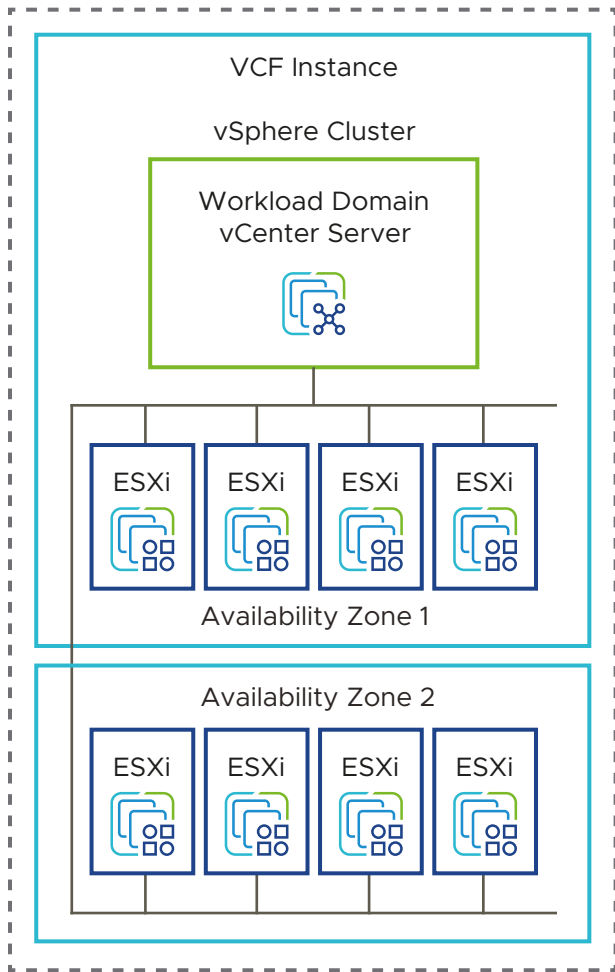 VCF Instance
vSphere Cluster
Workload Domain
vCenter Server
ESXi ESXi ESXi ESXi
Availability Zone 1
Availability Zone 2
ESXi ESXi ESXi ESXi